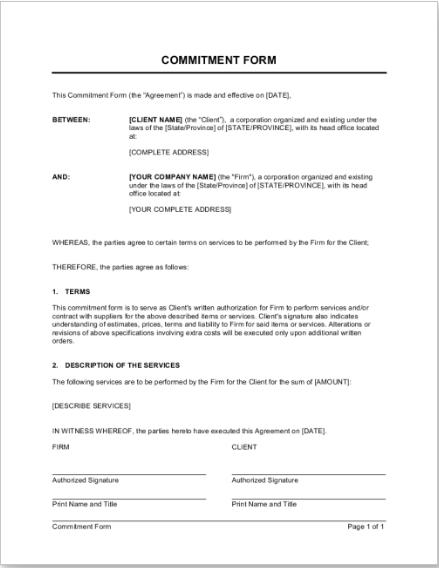 COMMITMENT FORM
This Commitment Form (the "Agreement") is made and effective on [DATE],
BETWEEN: [CLIENT NAME] (the "Client"), a corporation organized and existing under the
laws of the [State/Province] of [STATE/PROVINCE], with its head office located
at:
[COMPLETE ADDRESS]
AND: [YOUR COMPANY NAME] (the "Firm"), a corporation organized and existing
under the laws of the [State/Province] of [STATE/PROVINCE], with its head
office located at:
[YOUR COMPLETE ADDRESS]
WHEREAS, the parties agree to certain terms on services to be performed by the Firm for the Client;
THEREFORE, the parties agree as follows:
1. TERMS
This commitment form is to serve as Client's written authorization for Firm to perform services and/or
contract with suppliers for the above described items or services. Client's signature also indicates
understanding of estimates, prices, terms and liability to Firm for said items or services. Alterations or
revisions of above specifications involving extra costs will be executed only upon additional written
orders.
2. DESCRIPTION OF THE SERVICES
The following services are to be performed by the Firm for the Client for the sum of [AMOUNT]:
[DESCRIBE SERVICES]
IN WITNESS WHEREOF, the parties hereto have executed this Agreement on [DATE].
FIRM CLIENT
Authorized Signature Authorized Signature
Print Name and Title Print Name and Title
Commitment Form Page 1 of 1